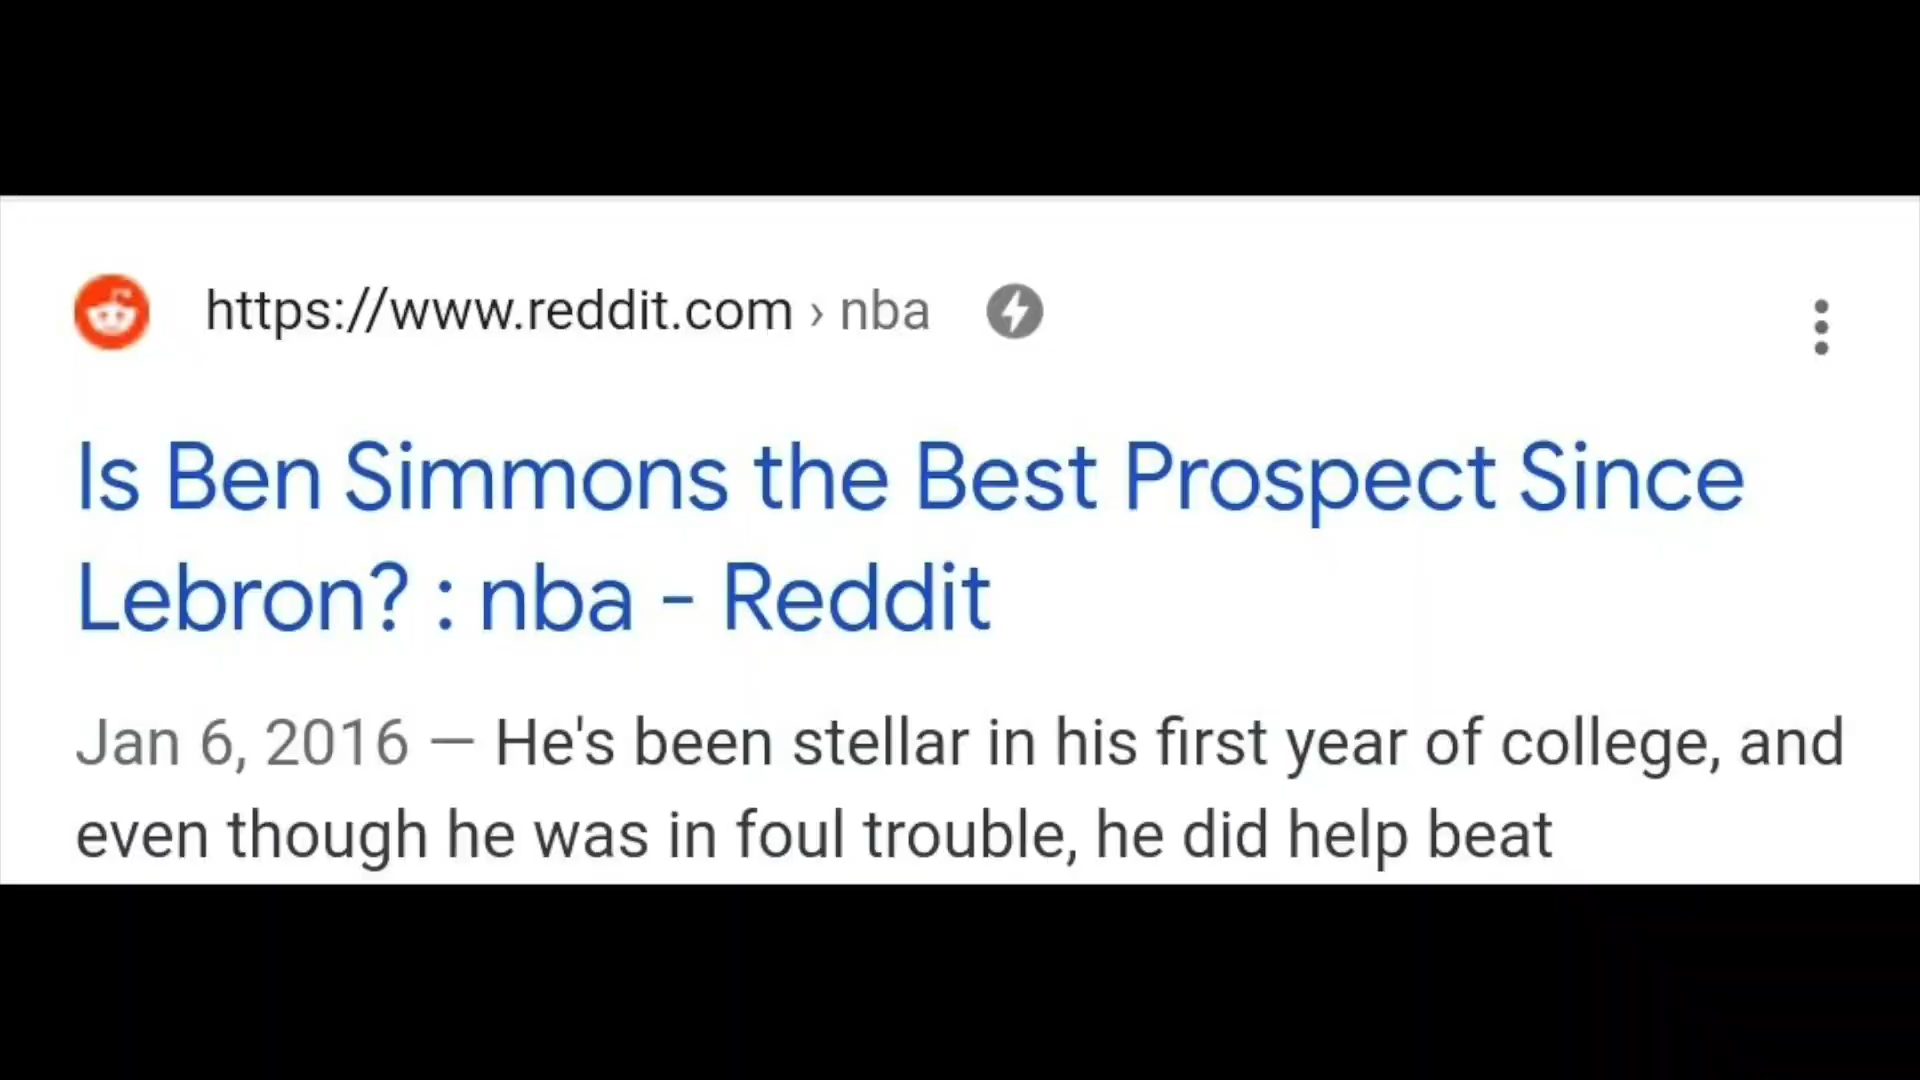 https://www.reddit.com › nba
Is Ben Simmons the Best Prospect Since
Lebron? : nba - Reddit
Jan 6, 2016 — He's been stellar in his first year of college, and
even though he was in foul trouble, he did help beat